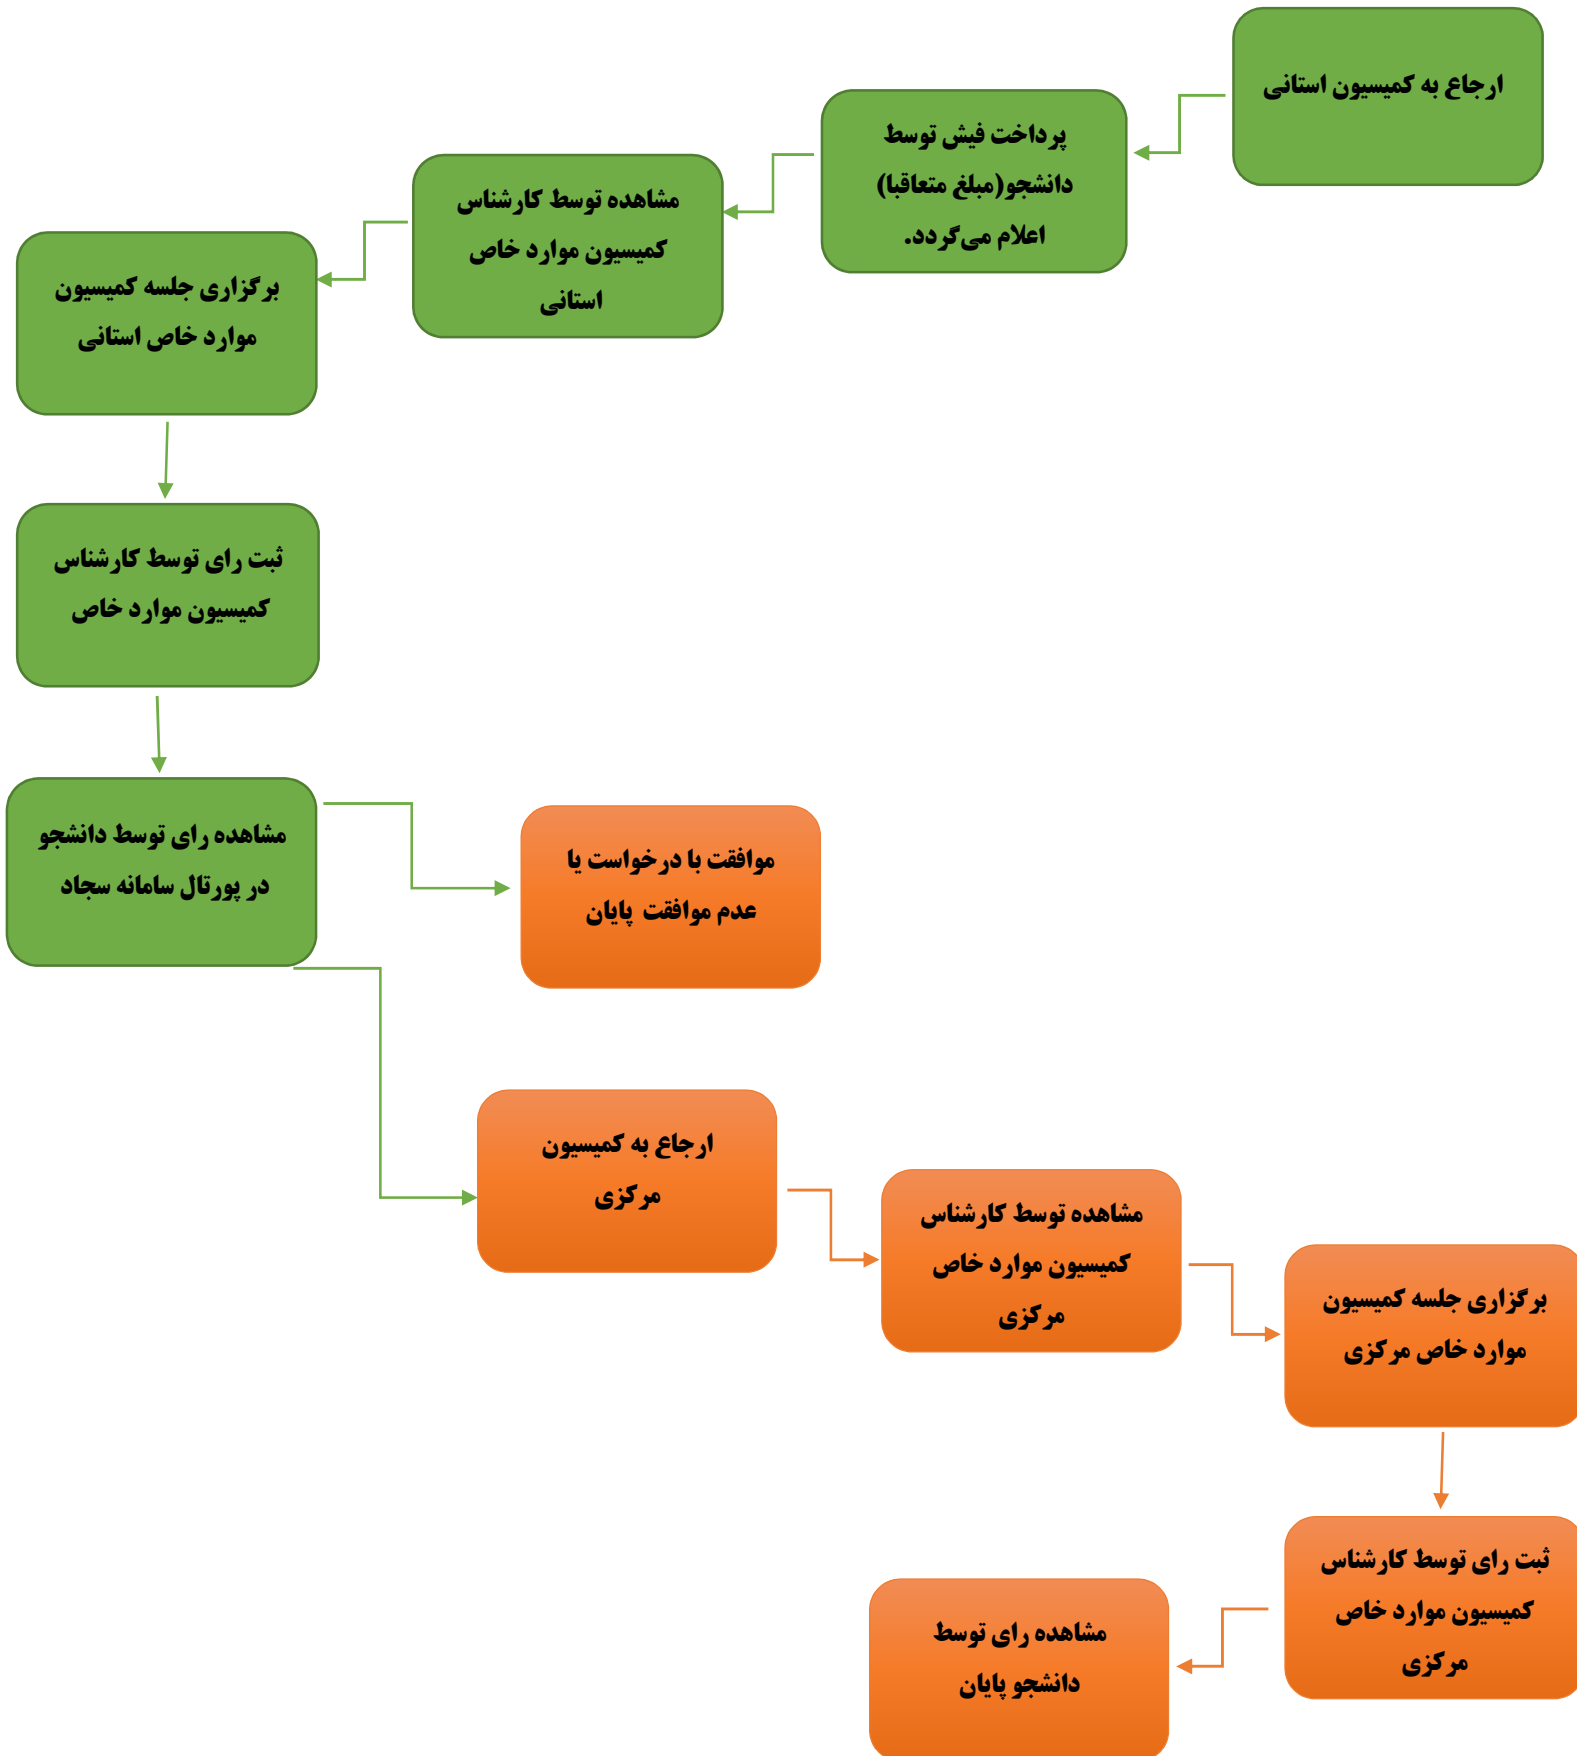 ارجاع به کمیسیون استانی
پرداخت فیش توسط
دانشجو(مبلغ متعاقبا)
اعلام می‌گردد.
مشاهده توسط کارشناس
کمیسیون موارد خاص
استانی
برگزاری جلسه کمیسیون
موارد خاص استانی
ثبت رای توسط کارشناس
کمیسیون موارد خاص
مشاهده رای توسط دانشجو
در پورتال سامانه سجاد
موافقت با درخواست یا
عدم موافقت پایان
ارجاع به کمیسیون
مرکزی
مشاهده توسط کارشناس
کمیسیون موارد خاص
مرکزی
برگزاری جلسه کمیسیون
موارد خاص مرکزی
ثبت رای توسط کارشناس
کمیسیون موارد خاص
مرکزی
مشاهده رای توسط
دانشجو پایان